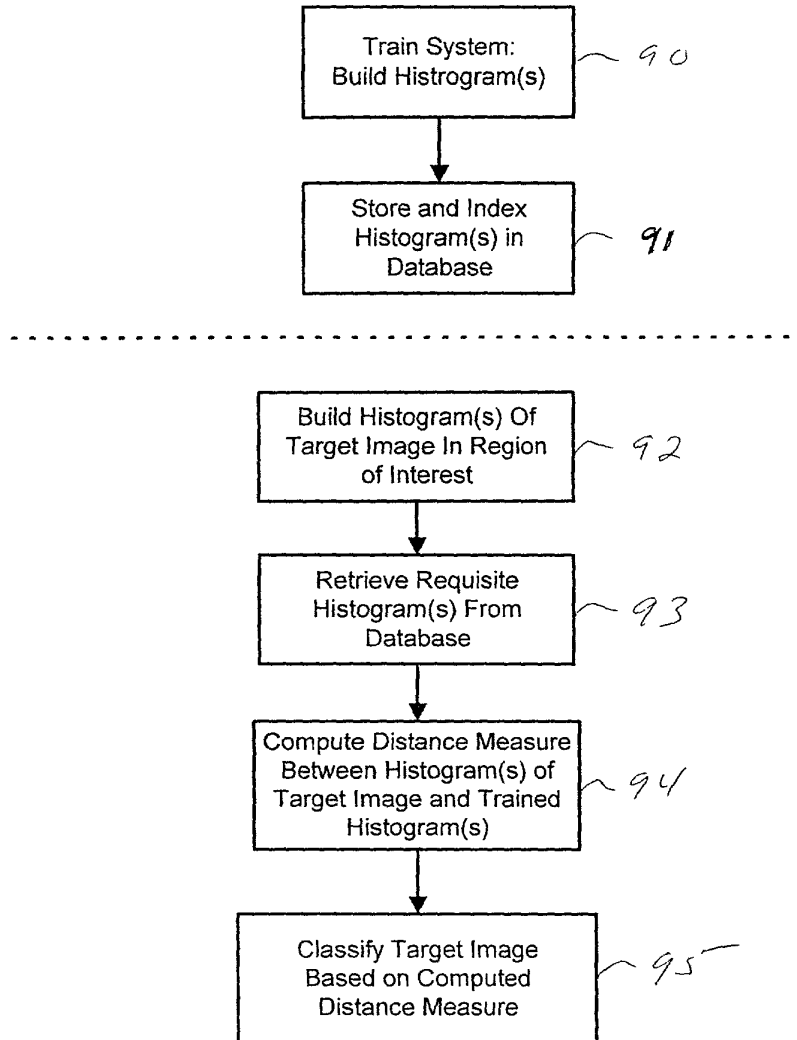 Train System:
Build Histrogram(s)
90
Store and Index
Histogram(s) in
Database
91
Build Histogram(s) Of
Target Image In Region
of Interest
92
Retrieve Requisite
Histogram(s) From
Database
93
Compute Distance Measure
Between Histogram(s) of
Target Image and Trained
Histogram(s)
94
Classify Target Image
Based on Computed
Distance Measure
95